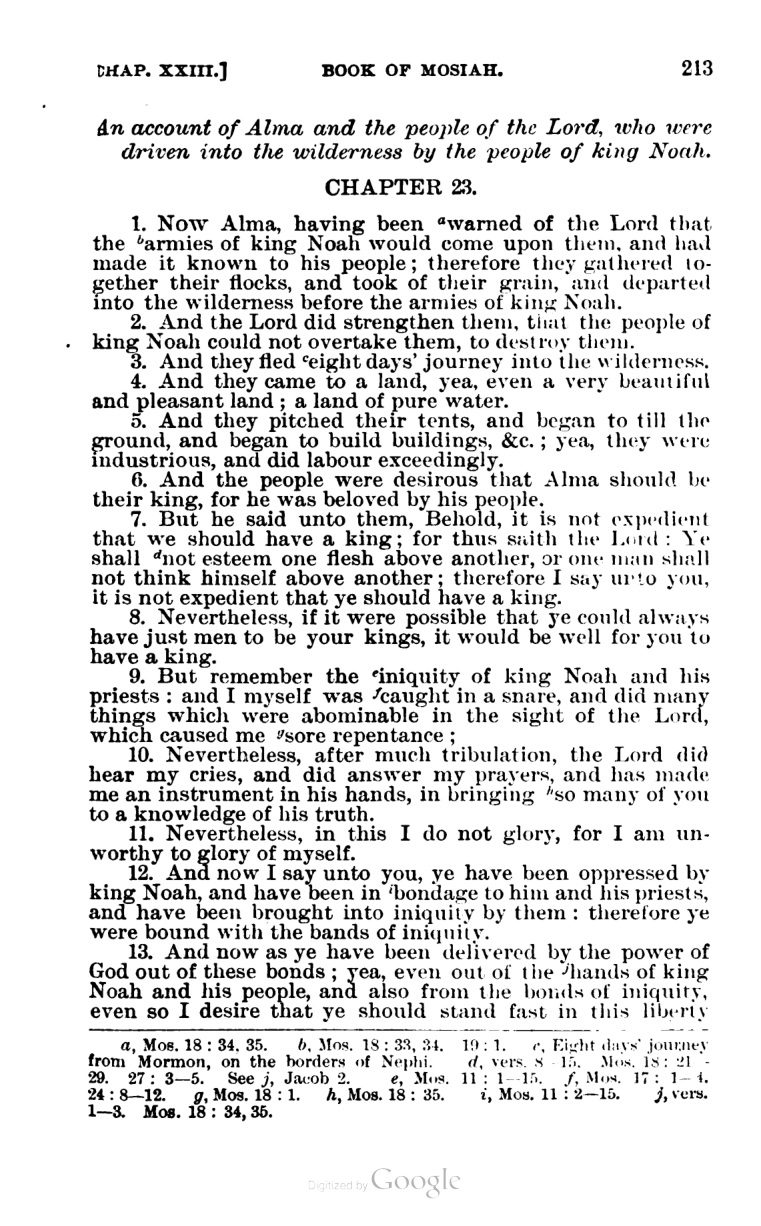 CHAP. XXIII.] BOOK OF MOSIAH. 213
An account of Alma and the people of the Lord, who were
driven into the wilderness by the people of king Noah.
CHAPTER 23.
1. Now Alma, having been ᵃwarned of the Lord that
the ᵇarmies of king Noah would come upon them, and had
made it known to his people; therefore they gathered to-
gether their flocks, and took of their grain, and departed
into the wilderness before the armies of king Noah.
2. And the Lord did strengthen them, that the people of
king Noah could not overtake them, to destroy them.
3. And they fled ᶜeight days' journey into the wilderness.
4. And they came to a land, yea, even a very beautiful
and pleasant land; a land of pure water.
5. And they pitched their tents, and began to till the
ground, and began to build buildings, &c.; yea, they were
industrious, and did labour exceedingly.
6. And the people were desirous that Alma should be
their king, for he was beloved by his people.
7. But he said unto them, Behold, it is not expedient
that we should have a king; for thus saith the Lord: Ye
shall ᵈnot esteem one flesh above another, or one man shall
not think himself above another; therefore I say unto you,
it is not expedient that ye should have a king.
8. Nevertheless, if it were possible that ye could always
have just men to be your kings, it would be well for you to
have a king.
9. But remember the ᵉiniquity of king Noah and his
priests: and I myself was ᶠcaught in a snare, and did many
things which were abominable in the sight of the Lord,
which caused me ᵍsore repentance;
10. Nevertheless, after much tribulation, the Lord did
hear my cries, and did answer my prayers, and has made
me an instrument in his hands, in bringing ʰso many of you
to a knowledge of his truth.
11. Nevertheless, in this I do not glory, for I am un-
worthy to glory of myself.
12. And now I say unto you, ye have been oppressed by
king Noah, and have been in ⁱbondage to him and his priests,
and have been brought into iniquity by them: therefore ye
were bound with the bands of iniquity.
13. And now as ye have been delivered by the power of
God out of these bonds; yea, even out of the ʲhands of king
Noah and his people, and also from the bonds of iniquity,
even so I desire that ye should stand fast in this liberty
a, Mos. 18: 34, 35. b, Mos. 18: 33, 34. 19: 1. c, Eight days' journey
from Mormon, on the borders of Nephi. d, vers. 8-15. Mos. 18: 21-
29. 27: 3—5. See j, Jacob 2. e, Mos. 11: 1—15. f, Mos. 17: 1—4.
24: 8—12. g, Mos. 18: 1. h, Mos. 18: 35. i, Mos. 11: 2—15. j, vers.
1—3. Mos. 18: 34, 35.
Digitized by Google